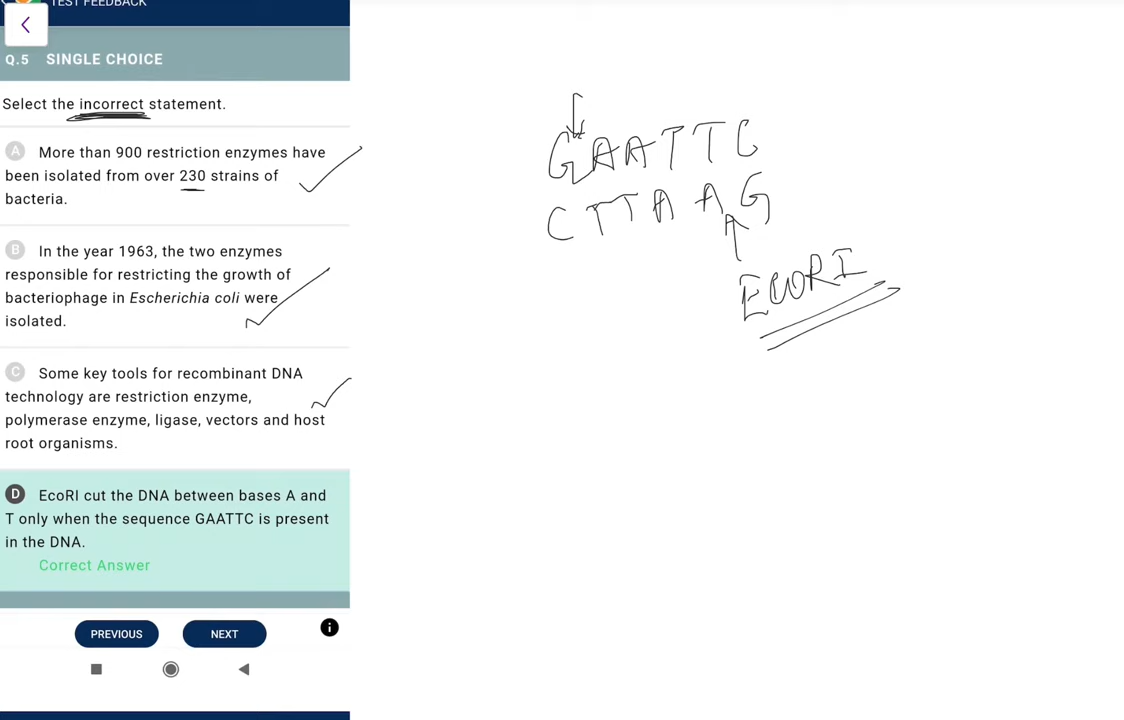 TEST FEEDBACK
Q.5 SINGLE CHOICE
Select the incorrect statement.
A More than 900 restriction enzymes have
been isolated from over 230 strains of
bacteria.
B In the year 1963, the two enzymes
responsible for restricting the growth of
bacteriophage in Escherichia coli were
isolated.
C Some key tools for recombinant DNA
technology are restriction enzyme,
polymerase enzyme, ligase, vectors and host
root organisms.
D EcoRI cut the DNA between bases A and
T only when the sequence GAATTC is present
in the DNA.
Correct Answer
PREVIOUS NEXT
GAATTC
CTTAAG
ECORI